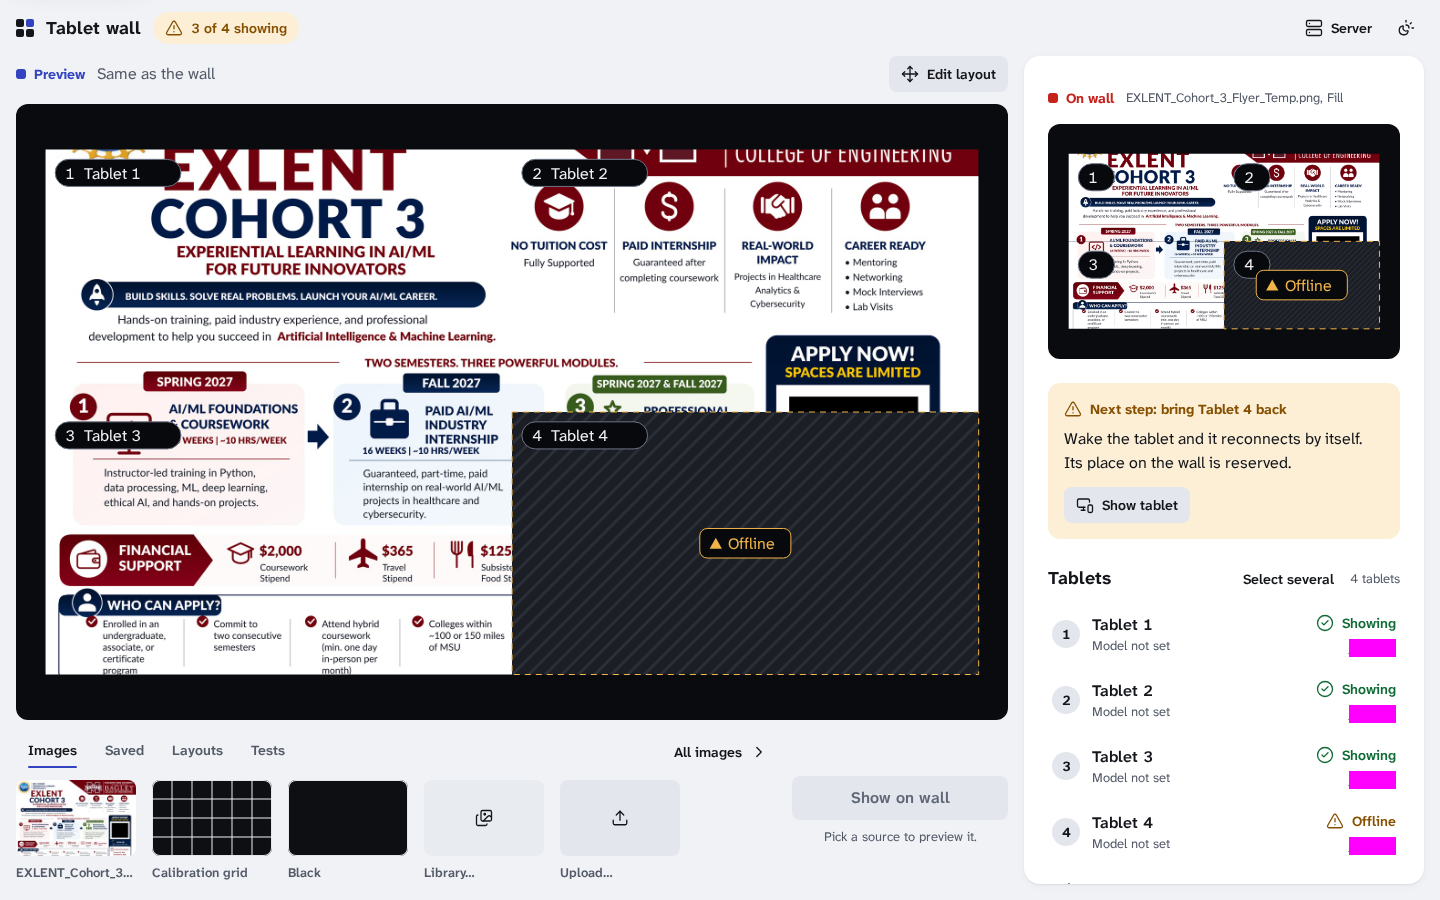 Tablet wall
3 of 4 showing
Server
Preview
Same as the wall
Edit layout
1 Tablet 1
2 Tablet 2
EXLENT
COHORT 3
EXPERIENTIAL LEARNING IN AI/ML
FOR FUTURE INNOVATORS
BUILD SKILLS. SOLVE REAL PROBLEMS. LAUNCH YOUR AI/ML CAREER.
Hands-on training, paid industry experience, and professional
development to help you succeed in Artificial Intelligence & Machine Learning.
COLLEGE OF ENGINEERING
NO TUITION COST
Fully Supported
PAID INTERNSHIP
Guaranteed after
completing coursework
REAL-WORLD
IMPACT
Projects in Healthcare
Analytics &
Cybersecurity
CAREER READY
• Mentoring
• Networking
• Mock Interviews
• Lab Visits
APPLY NOW!
SPACES ARE LIMITED
TWO SEMESTERS. THREE POWERFUL MODULES.
SPRING 2027
1
AI/ML FOUNDATIONS
& COURSEWORK
WEEKS | ~10 HRS/WEEK
3 Tablet 3
Instructor-led training in Python,
data processing, ML, deep learning,
ethical AI, and hands-on projects.
FALL 2027
2
PAID AI/ML
INDUSTRY
INTERNSHIP
16 WEEKS | ~10 HRS/WEEK
Guaranteed, part-time, paid
internship on real-world AI/ML
projects in healthcare and
cybersecurity.
SPRING 2027 & FALL 2027
3
PROFESSIONAL
4 Tablet 4
Offline
FINANCIAL
SUPPORT
$2,000
Coursework
Stipend
$365
Travel
Stipend
$125
WHO CAN APPLY?
Enrolled in an
undergraduate,
associate, or
certificate
program
Commit to
two consecutive
semesters
Attend hybrid
coursework
(min. one day
in-person per
month)
Colleges within
~100 or 150 miles
of MSU
Images
Saved
Layouts
Tests
All images
EXLENT_Cohort_3...
Calibration grid
Black
Library...
Upload...
Show on wall
Pick a source to preview it.
On wall
EXLENT_Cohort_3_Flyer_Temp.png, Fill
1
2
3
4
Offline
Next step: bring Tablet 4 back
Wake the tablet and it reconnects by itself.
Its place on the wall is reserved.
Show tablet
Tablets
Select several
4 tablets
1
Tablet 1
Model not set
Showing
2
Tablet 2
Model not set
Showing
3
Tablet 3
Model not set
Showing
4
Tablet 4
Model not set
Offline